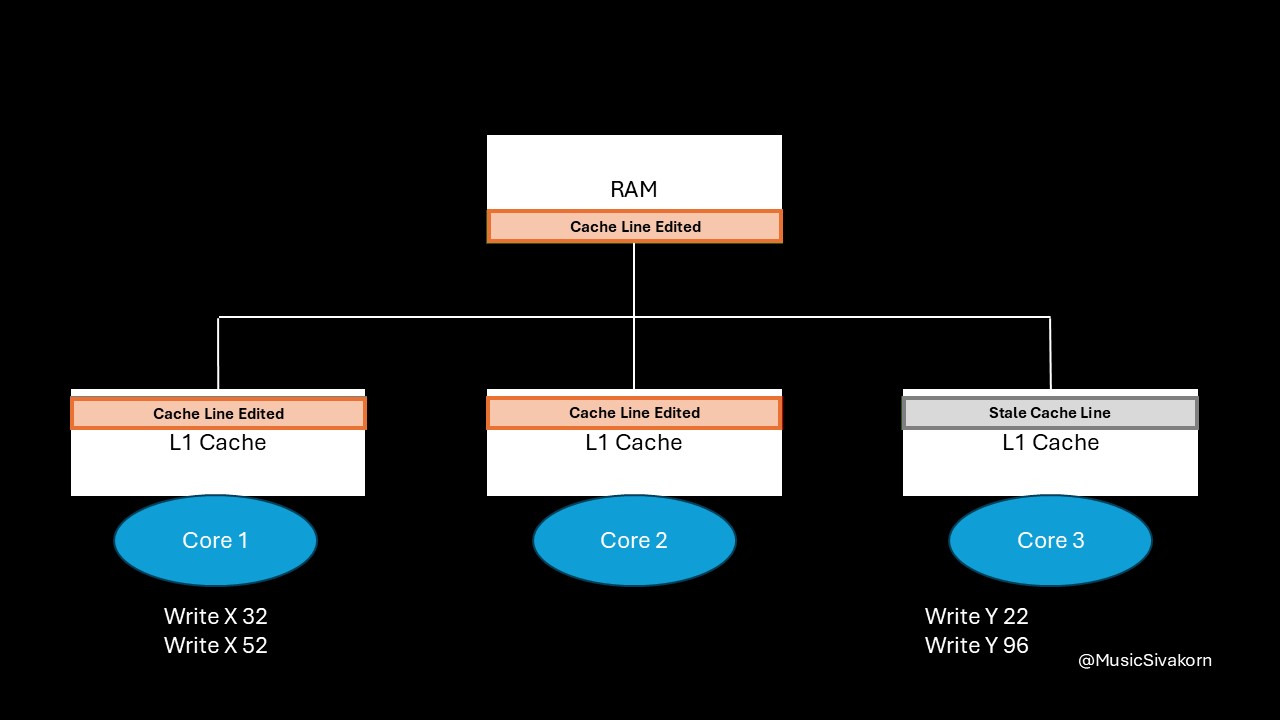 RAM
Cache Line Edited
Cache Line Edited
L1 Cache
Cache Line Edited
L1 Cache
Stale Cache Line
L1 Cache
Core 1
Core 2
Core 3
Write X 32
Write X 52
Write Y 22
Write Y 96
@MusicSivakorn